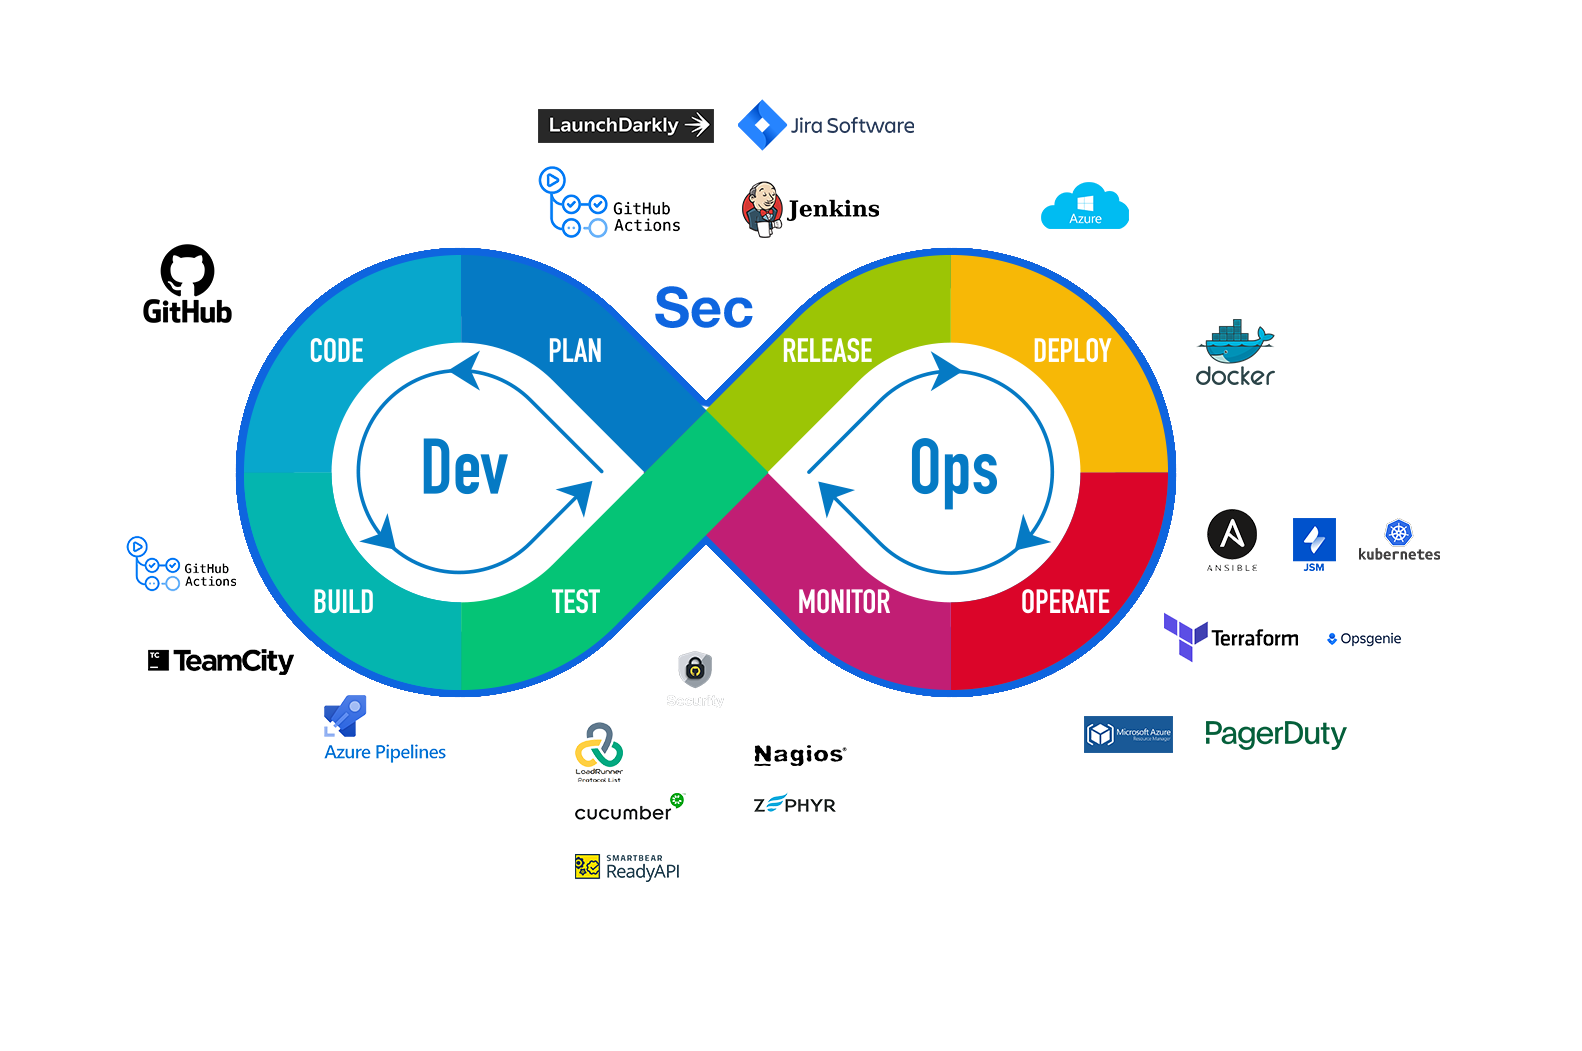 LaunchDarkly
Jira Software
GitHub
Actions
Jenkins
Azure
GitHub
Sec
CODE
PLAN
RELEASE
DEPLOY
docker
Dev
Ops
GitHub
Actions
ANSIBLE
JSM
kubernetes
BUILD
TEST
MONITOR
OPERATE
Terraform
Opsgenie
TC
TeamCity
Security
Azure Pipelines
Microsoft Azure
Resource Manager
PagerDuty
LoadRunner
Protocol List
Nagios®
cucumber
ZEPHYR
SMARTBEAR
ReadyAPI